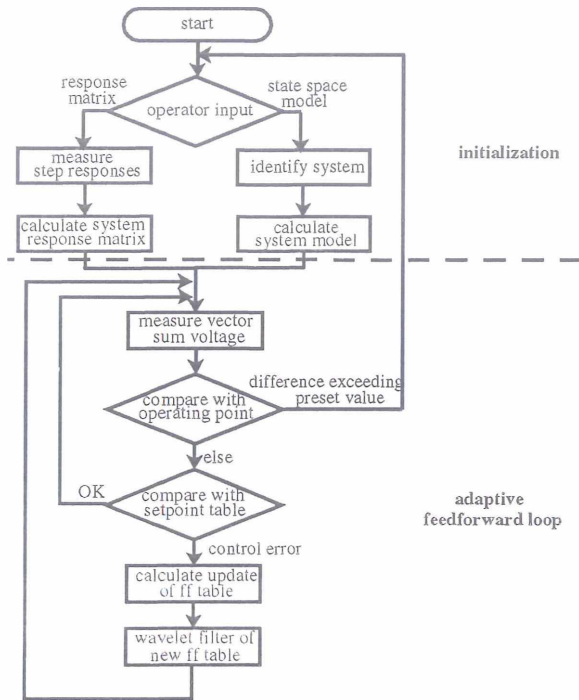 start
response
matrix
state space
model
operator input
measure
step responses
identify system
initialization
calculate system
response matrix
calculate
system model
measure vector
sum voltage
compare with
operating point
difference exceeding
preset value
else
OK
compare with
setpoint table
adaptive
feedforward loop
control error
calculate update
of ff table
wavelet filter of
new ff table